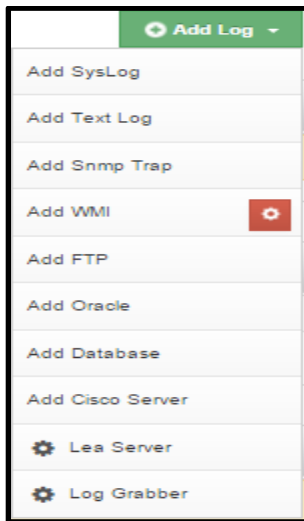 Add Log
Add SysLog
Add Text Log
Add Snmp Trap
Add WMI
Add FTP
Add Oracle
Add Database
Add Cisco Server
Lea Server
Log Grabber